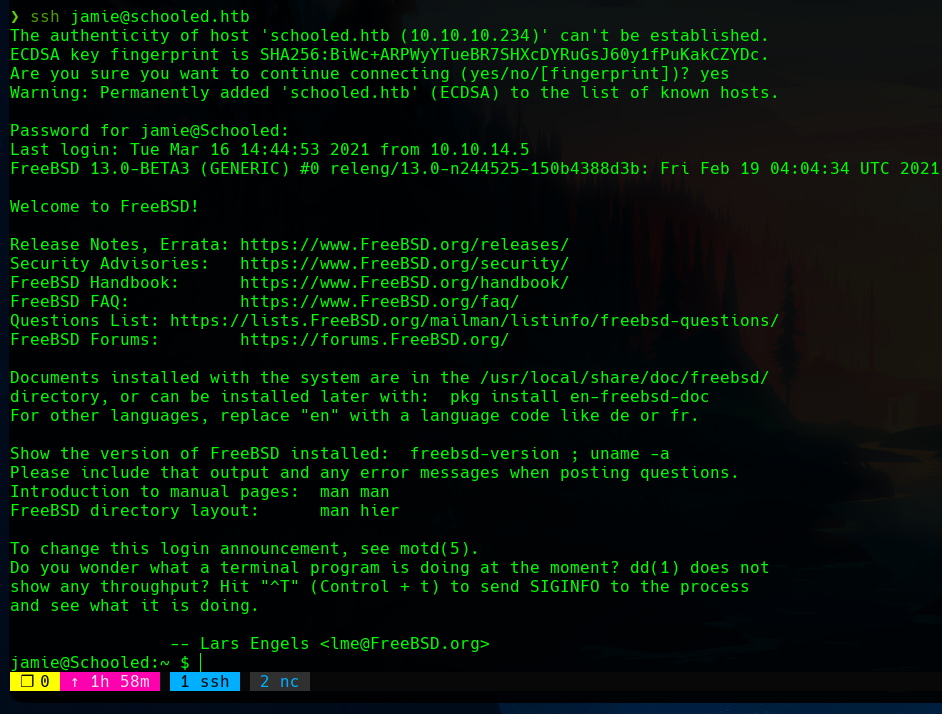 ❯ ssh jamie@schooled.htb
The authenticity of host 'schooled.htb (10.10.10.234)' can't be established.
ECDSA key fingerprint is SHA256:BiWc+ARPWyYTueBR7SHXcDYRuGsJ60y1fPuKakCZYDc.
Are you sure you want to continue connecting (yes/no/[fingerprint])? yes
Warning: Permanently added 'schooled.htb' (ECDSA) to the list of known hosts.

Password for jamie@Schooled:
Last login: Tue Mar 16 14:44:53 2021 from 10.10.14.5
FreeBSD 13.0-BETA3 (GENERIC) #0 releng/13.0-n244525-150b4388d3b: Fri Feb 19 04:04:34 UTC 2021

Welcome to FreeBSD!

Release Notes, Errata: https://www.FreeBSD.org/releases/
Security Advisories:   https://www.FreeBSD.org/security/
FreeBSD Handbook:      https://www.FreeBSD.org/handbook/
FreeBSD FAQ:           https://www.FreeBSD.org/faq/
Questions List: https://lists.FreeBSD.org/mailman/listinfo/freebsd-questions/
FreeBSD Forums:        https://forums.FreeBSD.org/

Documents installed with the system are in the /usr/local/share/doc/freebsd/
directory, or can be installed later with:  pkg install en-freebsd-doc
For other languages, replace "en" with a language code like de or fr.

Show the version of FreeBSD installed:  freebsd-version ; uname -a
Please include that output and any error messages when posting questions.
Introduction to manual pages:  man man
FreeBSD directory layout:      man hier

To change this login announcement, see motd(5).
Do you wonder what a terminal program is doing at the moment? dd(1) does not
show any throughput? Hit "^T" (Control + t) to send SIGINFO to the process
and see what it is doing.

                -- Lars Engels <lme@FreeBSD.org>
jamie@Schooled:~ $
❐ 0 ↑ 1h 58m 1 ssh 2 nc